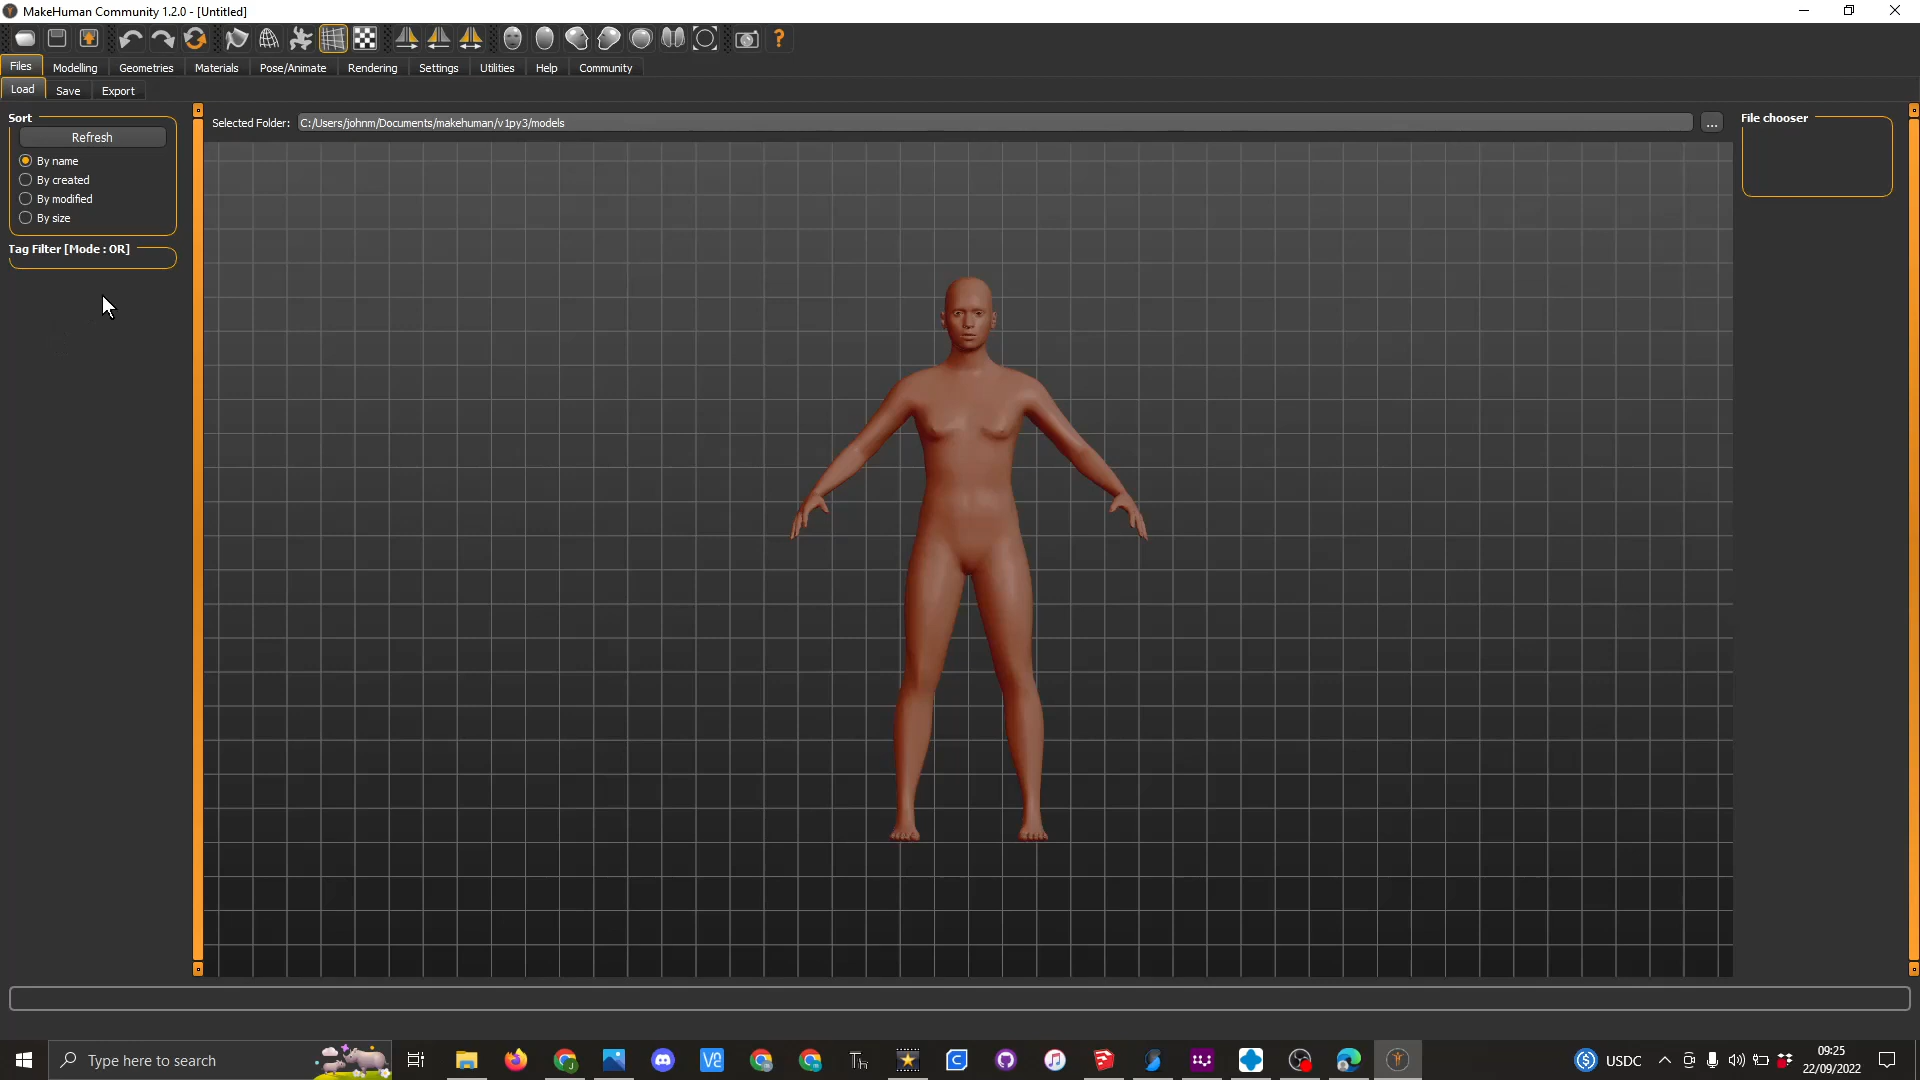 MakeHuman Community 1.2.0 - [Untitled]
?
Files Modelling Geometries Materials Pose/Animate Rendering Settings Utilities Help Community
Load Save Export
Sort
Refresh
By name
By created
By modified
By size
Tag Filter [Mode : OR]
Selected Folder: C:/Users/johnm/Documents/makehuman/v1py3/models ...
File chooser
Type here to search
USDC
09:25
22/09/2022